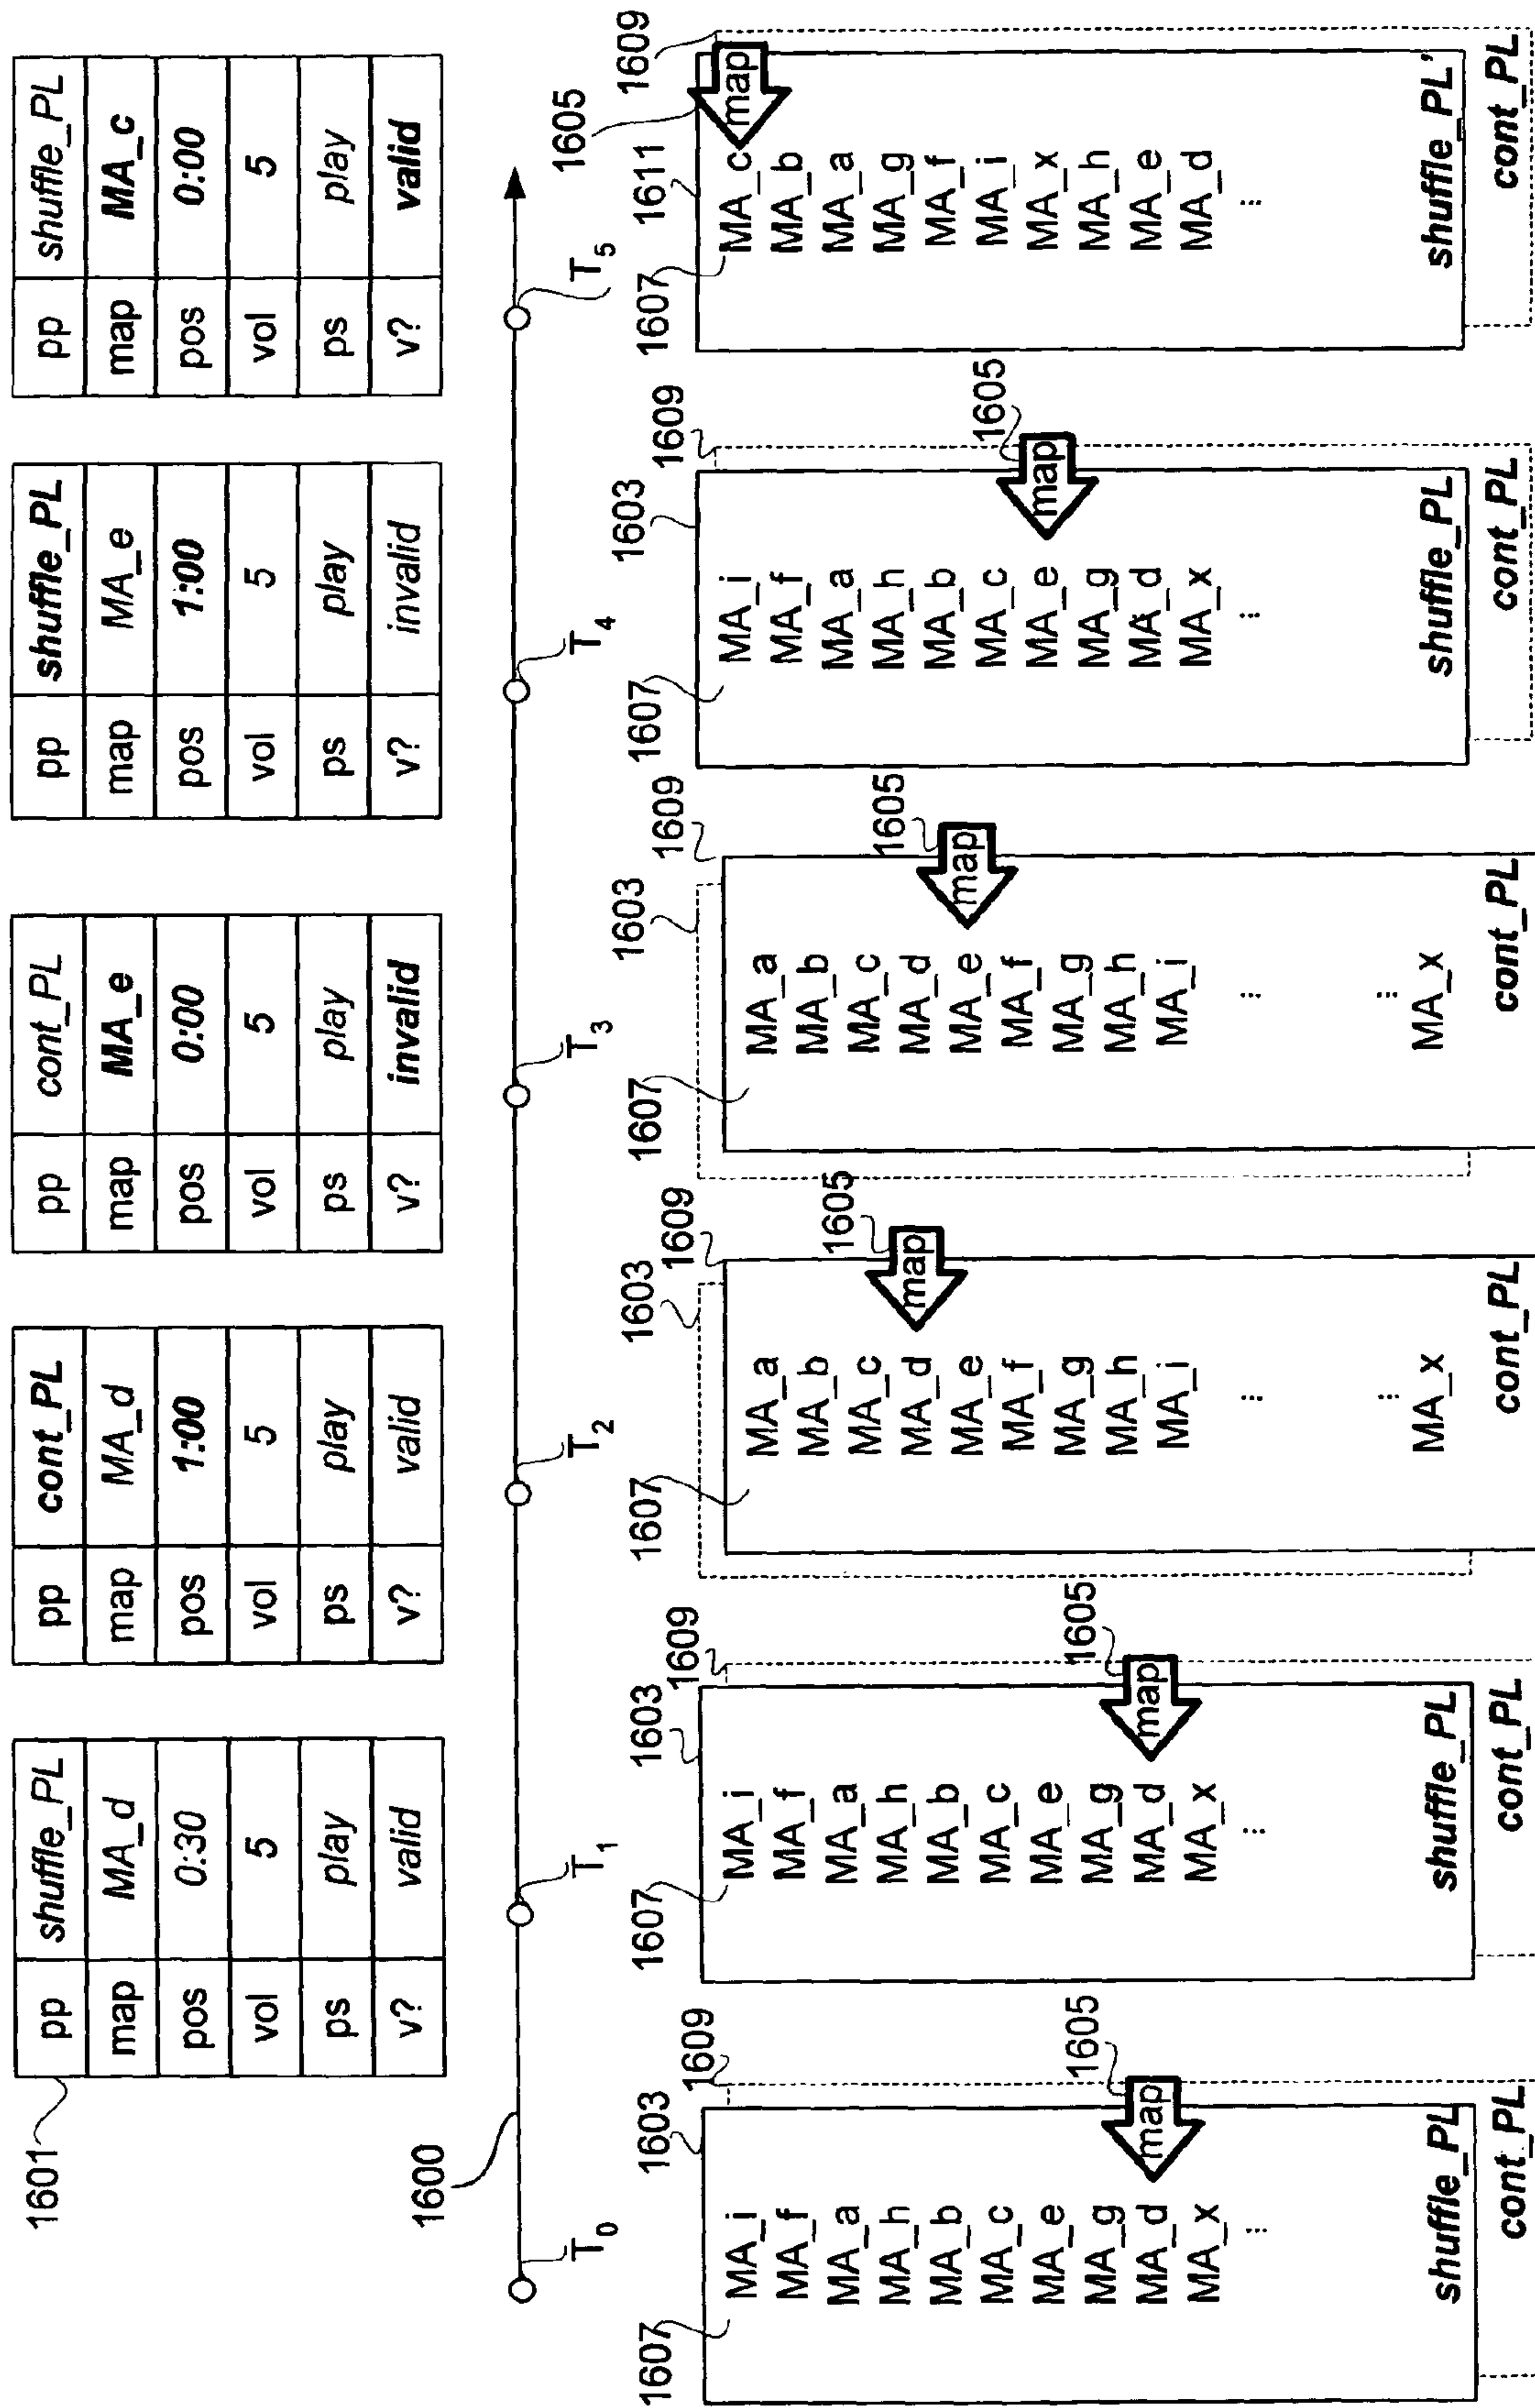 1601
pp shuffle_PL
map MA_d
pos 0:30
vol 5
ps play
v? valid
pp cont_PL
map MA_d
pos 1:00
vol 5
ps play
v? valid
pp cont_PL
map MA_e
pos 0:00
vol 5
ps play
v? invalid
pp shuffle_PL
map MA_e
pos 1:00
vol 5
ps play
v? invalid
pp shuffle_PL
map MA_c
pos 0:00
vol 5
ps play
v? valid
1600
T0
T1
T2
T3
T4
T5
1607
1603
1609
MA_i
MA_f
MA_a
MA_h
MA_b
MA_c
MA_e
MA_g
MA_d
MA_x
...
map
1605
shuffle_PL
cont_PL
1607
1603
1609
MA_i
MA_f
MA_a
MA_h
MA_b
MA_c
MA_e
MA_g
MA_d
MA_x
...
map
1605
shuffle_PL
cont_PL
1607
1603
1609
MA_a
MA_b
MA_c
MA_d
MA_e
MA_f
MA_g
MA_h
MA_i
...
...
MA_x
map
1605
cont_PL
1607
1603
1609
MA_a
MA_b
MA_c
MA_d
MA_e
MA_f
MA_g
MA_h
MA_i
...
...
MA_x
map
1605
cont_PL
1607
1603
1609
MA_i
MA_f
MA_a
MA_h
MA_b
MA_c
MA_e
MA_g
MA_d
MA_x
...
map
1605
shuffle_PL
cont_PL
1607
1611
1605
1609
MA_c
MA_b
MA_a
MA_g
MA_f
MA_i
MA_x
MA_h
MA_e
MA_d
...
map
shuffle_PL'
cont_PL